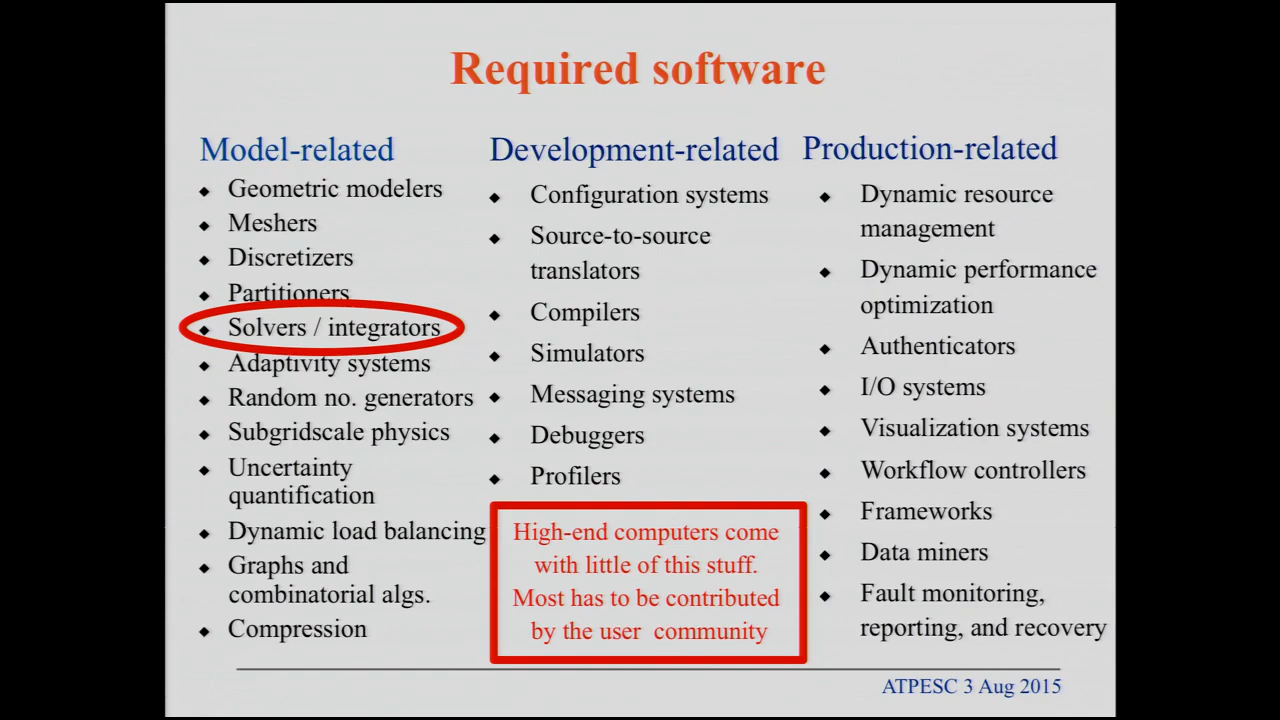 Required software
Model-related
Geometric modelers
Meshers
Discretizers
Partitioners
Solvers / integrators
Adaptivity systems
Random no. generators
Subgridscale physics
Uncertainty
quantification
Dynamic load balancing
Graphs and
combinatorial algs.
Compression
Development-related
Configuration systems
Source-to-source
translators
Compilers
Simulators
Messaging systems
Debuggers
Profilers
High-end computers come
with little of this stuff.
Most has to be contributed
by the user community
Production-related
Dynamic resource
management
Dynamic performance
optimization
Authenticators
I/O systems
Visualization systems
Workflow controllers
Frameworks
Data miners
Fault monitoring,
reporting, and recovery
ATPESC 3 Aug 2015